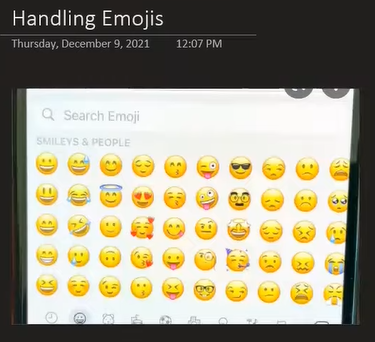 Handling Emojis
Thursday, December 9, 2021 12:07 PM
Search Emoji
SMILEYS & PEOPLE